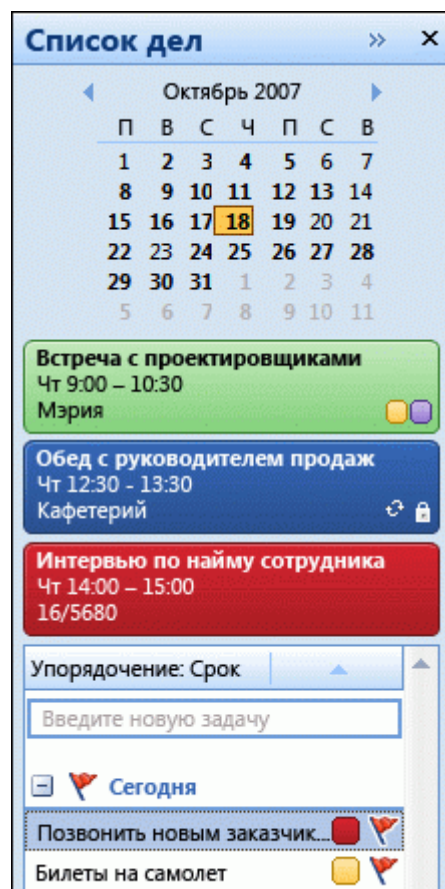 Список дел
Октябрь 2007
П В С Ч П С В
1 2 3 4 5 6 7
8 9 10 11 12 13 14
15 16 17 18 19 20 21
22 23 24 25 26 27 28
29 30 31 1 2 3 4
5 6 7 8 9 10 11
Встреча с проектировщиками
Чт 9:00 – 10:30
Мэрия
Обед с руководителем продаж
Чт 12:30 - 13:30
Кафетерий
Интервью по найму сотрудника
Чт 14:00 – 15:00
16/5680
Упорядочение: Срок
Введите новую задачу
Сегодня
Позвонить новым заказчик...
Билеты на самолет